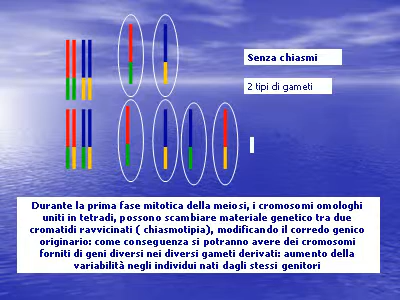 Senza chiasmi
2 tipi di gameti
Durante la prima fase mitotica della meiosi, i cromosomi omologhi
uniti in tetradi, possono scambiare materiale genetico tra due
cromatidi ravvicinati ( chiasmotipia), modificando il corredo genico
originario: come conseguenza si potranno avere dei cromosomi
forniti di geni diversi nei diversi gameti derivati: aumento della
variabilità negli individui nati dagli stessi genitori